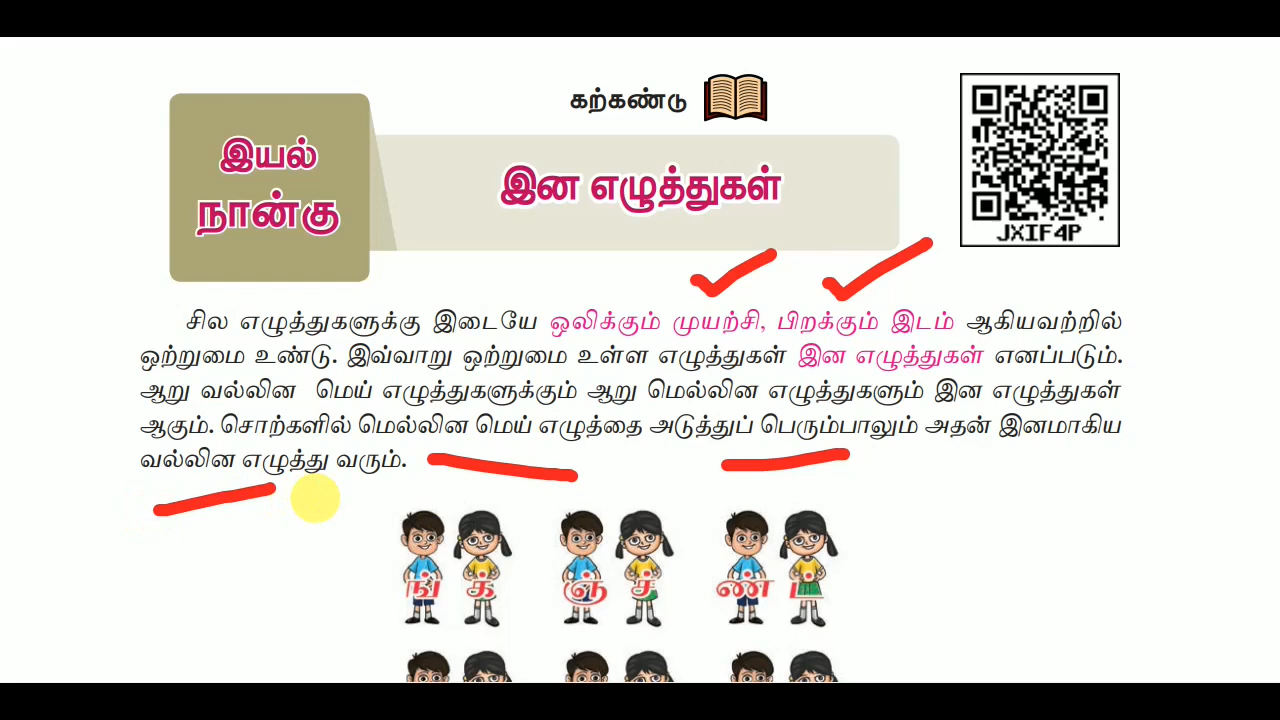 கற்கண்டு
இயல்
நான்கு
இன எழுத்துகள்
JXIF4P
சில எழுத்துகளுக்கு இடையே ஒலிக்கும் முயற்சி, பிறக்கும் இடம் ஆகியவற்றில்
ஒற்றுமை உண்டு. இவ்வாறு ஒற்றுமை உள்ள எழுத்துகள் இன எழுத்துகள் எனப்படும்.
ஆறு வல்லின மெய் எழுத்துகளுக்கும் ஆறு மெல்லின எழுத்துகளும் இன எழுத்துகள்
ஆகும். சொற்களில் மெல்லின மெய் எழுத்தை அடுத்துப் பெரும்பாலும் அதன் இனமாகிய
வல்லின எழுத்து வரும்.
ங் க் ஞ் ச் ண் ட்